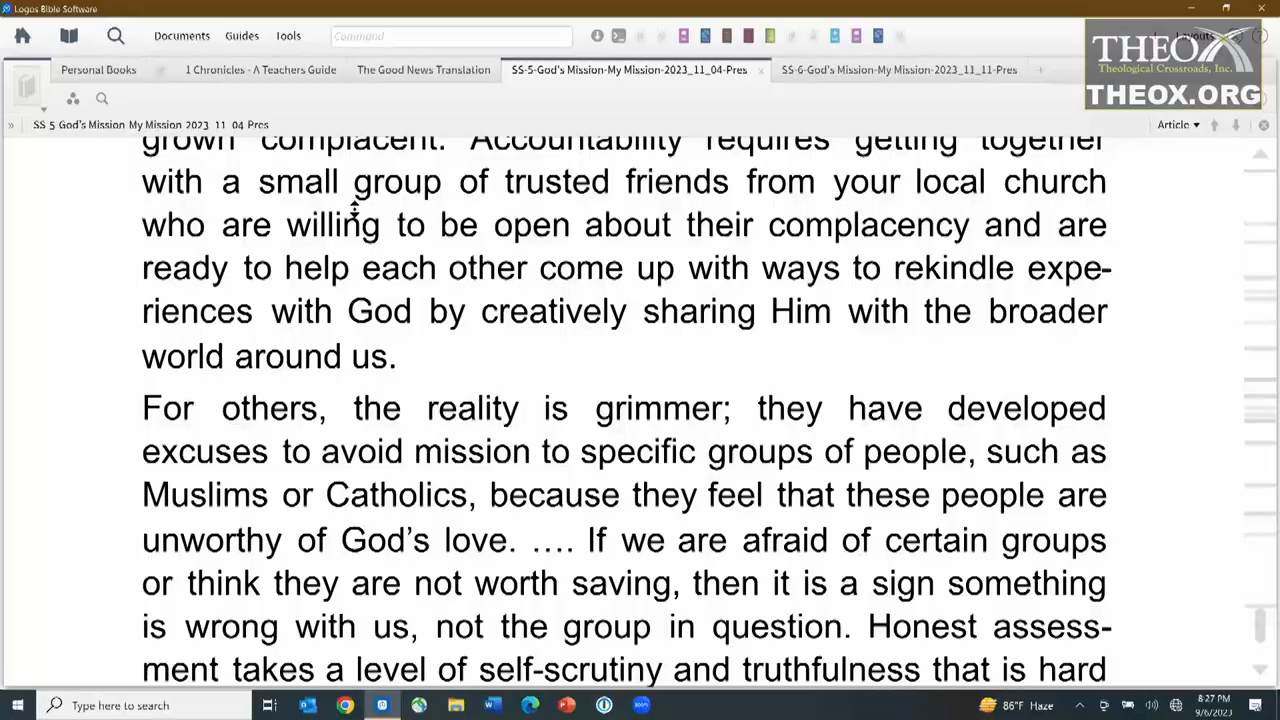 Logos Bible Software
Documents Guides Tools Command Layouts
THEOX
Theological Crossroads, Inc.
THEOX.ORG
Personal Books 1 Chronicles - A Teachers Guide The Good News Version SS-5-God's Mission-My Mission-2023_11_04-Pres SS-6-God's Mission-My Mission-2023_11_11-Pres
SS 5 God's Mission My Mission 2023 11 04 Pres Article
grown complacent. Accountability requires getting together
with a small group of trusted friends from your local church
who are willing to be open about their complacency and are
ready to help each other come up with ways to rekindle expe-
riences with God by creatively sharing Him with the broader
world around us.
For others, the reality is grimmer; they have developed
excuses to avoid mission to specific groups of people, such as
Muslims or Catholics, because they feel that these people are
unworthy of God's love. .... If we are afraid of certain groups
or think they are not worth saving, then it is a sign something
is wrong with us, not the group in question. Honest assess-
ment takes a level of self-scrutiny and truthfulness that is hard
Type here to search 86°F Haze 8:27 PM
9/6/2023